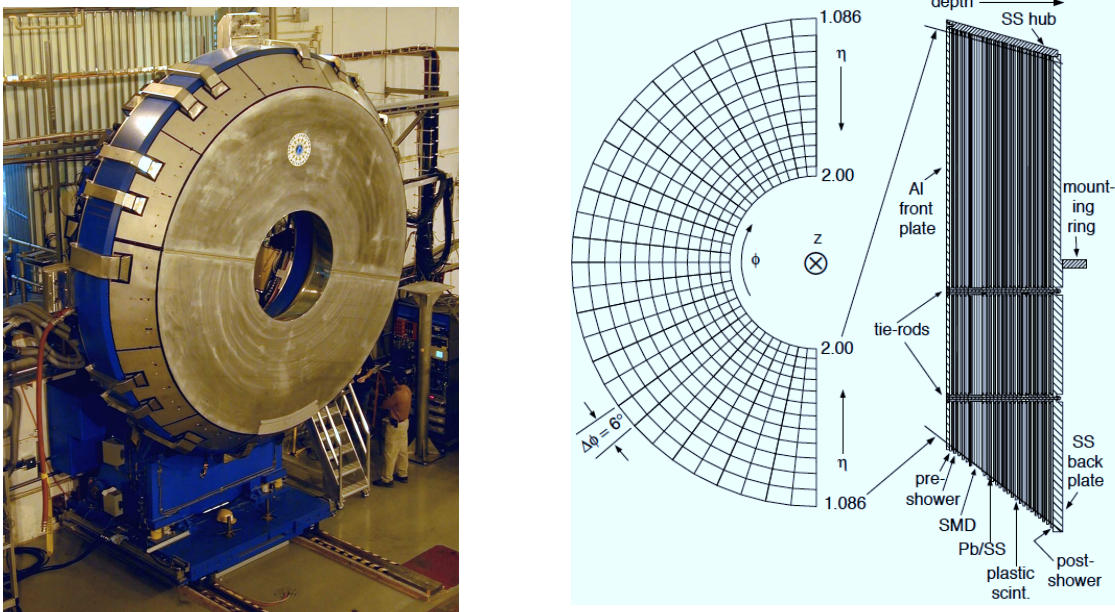 depth
SS hub
1.086
η
2.00
Al
front
plate
mount-
ing
ring
z
ϕ
tie-rods
2.00
Δϕ = 6°
η
1.086
pre-
shower
SMD
Pb/SS
plastic
scint.
SS
back
plate
post-
shower